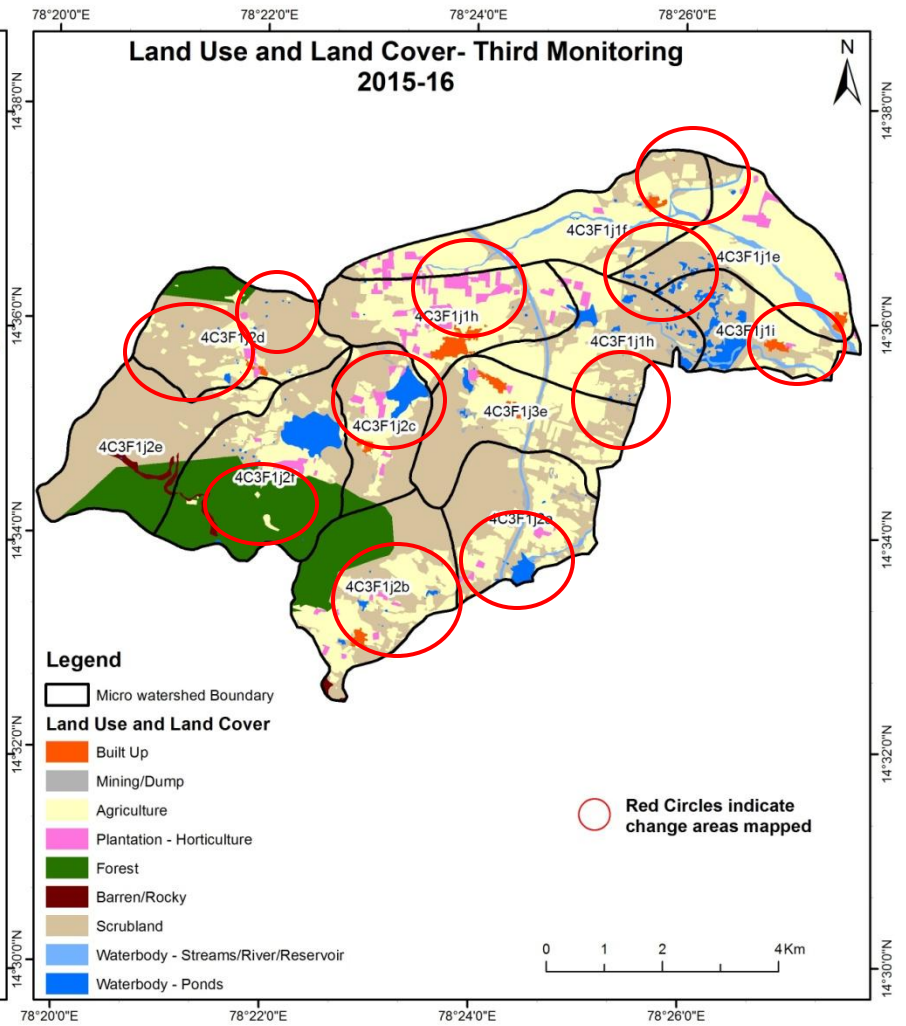 78°20'0"E 78°22'0"E 78°24'0"E 78°26'0"E
Land Use and Land Cover- Third Monitoring
2015-16
N
14°38'0"N 14°38'0"N
4C3F1j1f
4C3F1j1e
14°36'0"N 14°36'0"N
4C3F1j1h
4C3F1j1i
4C3F1j2d
4C3F1j1h
4C3F1j3e
4C3F1j2c
4C3F1j2e
4C3F1j2f
4C3F1j2a
14°34'0"N 14°34'0"N
4C3F1j2b
Legend
Micro watershed Boundary
Land Use and Land Cover
14°32'0"N 14°32'0"N
Built Up
Mining/Dump
Agriculture
Plantation - Horticulture
Forest
Barren/Rocky
Scrubland
Waterbody - Streams/River/Reservoir
Waterbody - Ponds
Red Circles indicate
change areas mapped
0 1 2 4 Km
14°30'0"N 14°30'0"N
78°20'0"E 78°22'0"E 78°24'0"E 78°26'0"E